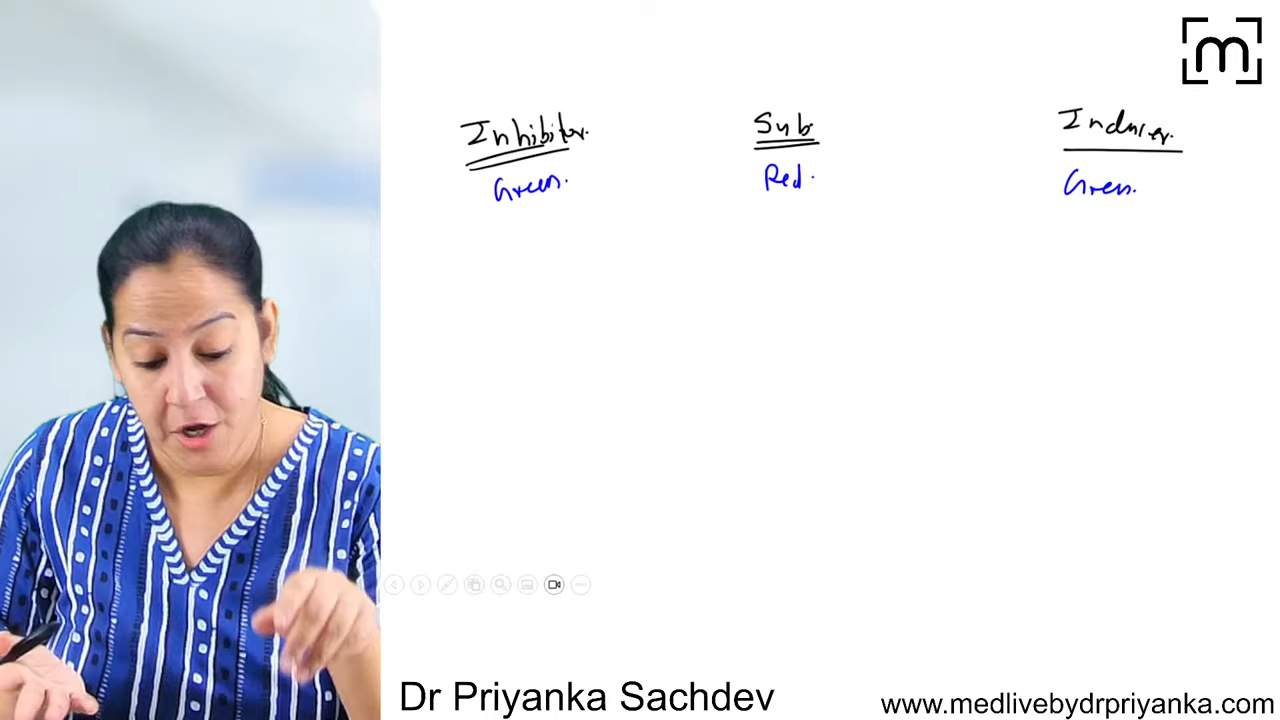 m
Inhibitor.
Sub
Inducer.
Green.
Red.
Green.
Dr Priyanka Sachdev
www.medlivebydrpriyanka.com